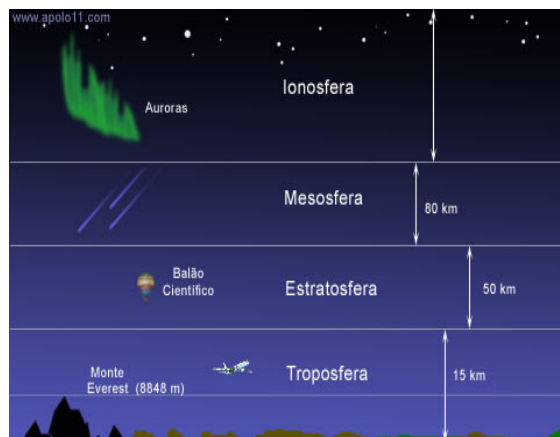 www.apolo11.com
Ionosfera
Auroras
Mesosfera
80 km
Balão
Científico
Estratosfera
50 km
Monte
Everest (8848 m)
Troposfera
15 km